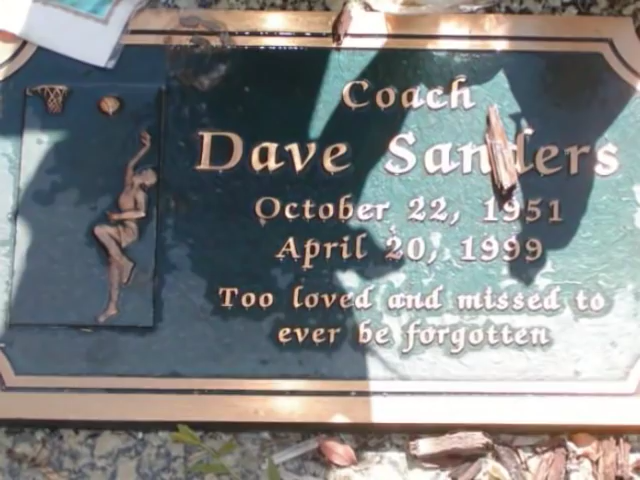 Coach
Dave Sanders
October 22, 1951
April 20, 1999
Too loved and missed to
ever be forgotten